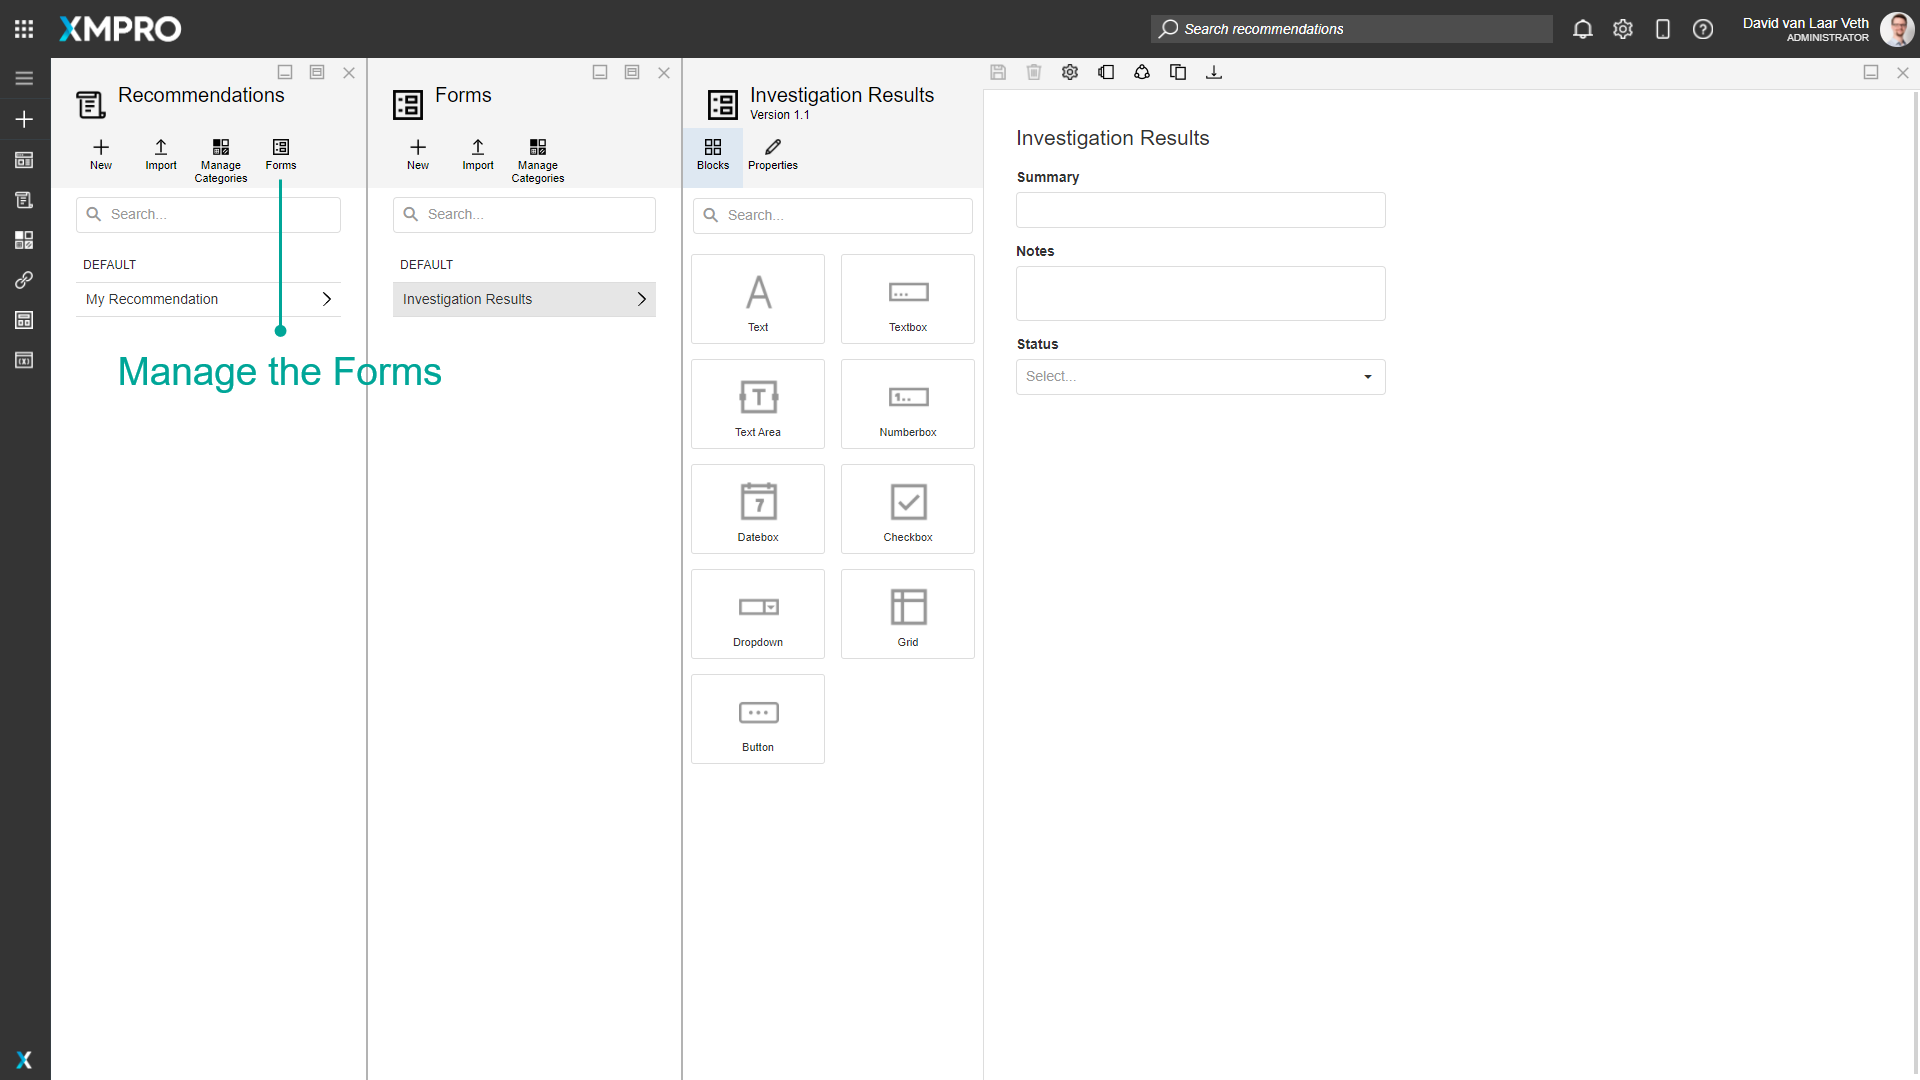 XMPRO
Search recommendations
David van Laar Veth
ADMINISTRATOR
Recommendations
New
Import
Manage
Categories
Forms
Search...
DEFAULT
My Recommendation
Manage the Forms
Forms
New
Import
Manage
Categories
Search...
DEFAULT
Investigation Results
Investigation Results
Version 1.1
Blocks
Properties
Search...
Text
Textbox
Text Area
Numberbox
Datebox
Checkbox
Dropdown
Grid
Button
Investigation Results
Summary
Notes
Status
Select...